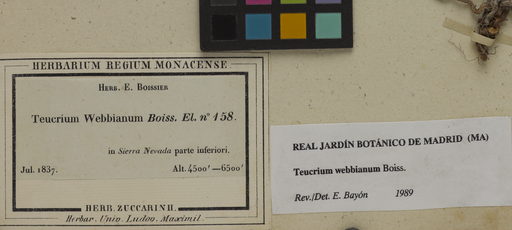 HERBARIUM REGIUM MONACENSE
HERB. E. BOISSIER
Teucrium Webbianum Boiss. El. n° 158.
in Sierra Nevada parte inferiori.
Jul. 1837. Alt. 4500'—6500'
HERB. ZUCCARINII.
Herbar. Univ. Ludov. Maximil.
REAL JARDÍN BOTÁNICO DE MADRID (MA)
Teucrium webbianum Boiss.
Rev./Det. E. Bayón 1989